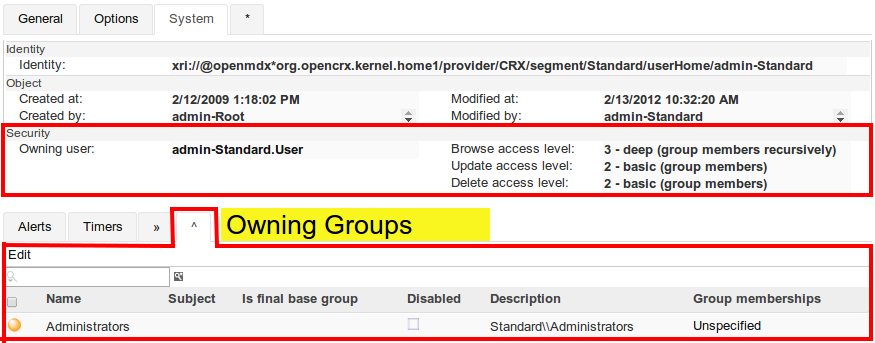 General Options System *
Identity
Identity: xri://@openmdx*org.opencrx.kernel.home1/provider/CRX/segment/Standard/userHome/admin-Standard
Object
Created at: 2/12/2009 1:18:02 PM Modified at: 2/13/2012 10:32:20 AM
Created by: admin-Root Modified by: admin-Standard
Security
Owning user: admin-Standard.User Browse access level: 3 - deep (group members recursively)
Update access level: 2 - basic (group members)
Delete access level: 2 - basic (group members)
Alerts Timers » ^ Owning Groups
Edit
Name Subject Is final base group Disabled Description Group memberships
Administrators Standard\\Administrators Unspecified